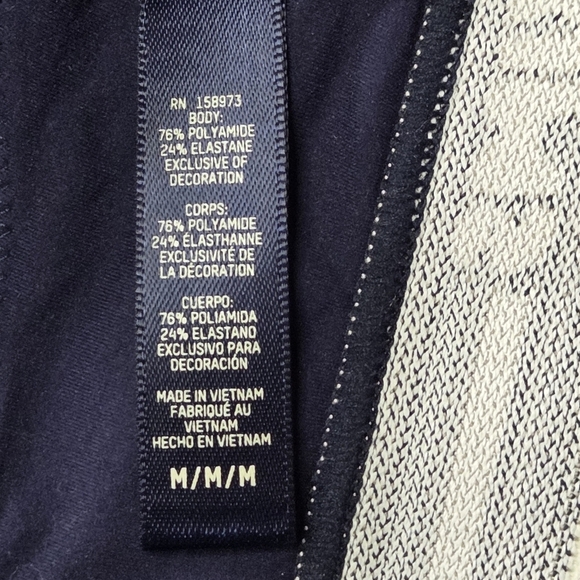 RN 158973
BODY:
76% POLYAMIDE
24% ELASTANE
EXCLUSIVE OF
DECORATION
CORPS:
76% POLYAMIDE
24% ÉLASTHANNE
EXCLUSIVITÉ DE
LA DÉCORATION
CUERPO:
76% POLIAMIDA
24% ELASTANO
EXCLUSIVO PARA
DECORACIÓN
MADE IN VIETNAM
FABRIQUÉ AU
VIETNAM
HECHO EN VIETNAM
M/M/M